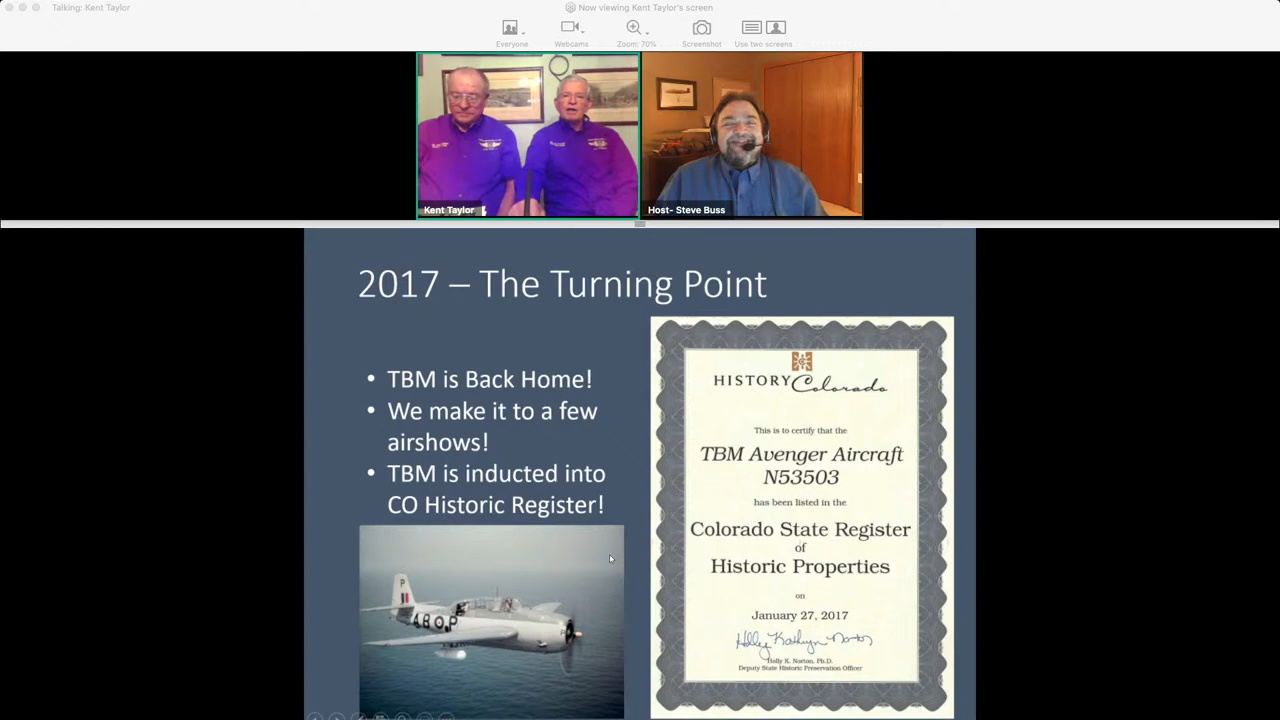 Talking: Kent Taylor
Now viewing Kent Taylor's screen
Everyone
Webcams
Zoom: 70%
Screenshot
Use two screens
Kent Taylor
Host- Steve Buss
2017 – The Turning Point
• TBM is Back Home!
• We make it to a few
airshows!
• TBM is inducted into
CO Historic Register!
P
48 P
HISTORY Colorado
This is to certify that the
TBM Avenger Aircraft
N53503
has been listed in the
Colorado State Register
of
Historic Properties
on
January 27, 2017
Holly Kathryn Norton
Holly K. Norton, Ph.D.
Deputy State Historic Preservation Officer